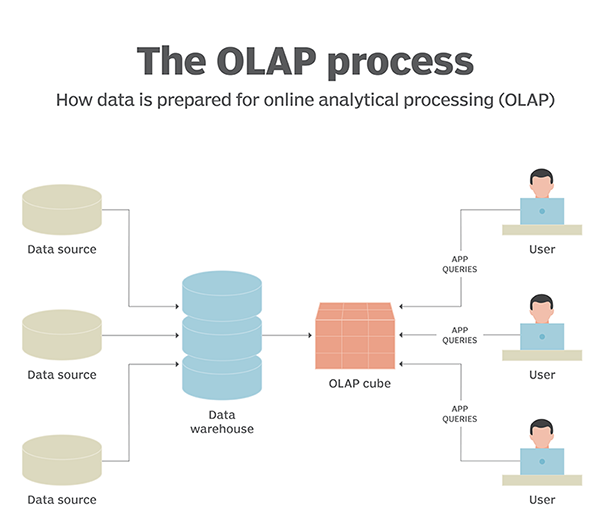 The OLAP process
How data is prepared for online analytical processing (OLAP)
Data source
Data source
Data source
Data
warehouse
OLAP cube
APP
QUERIES
APP
QUERIES
APP
QUERIES
User
User
User